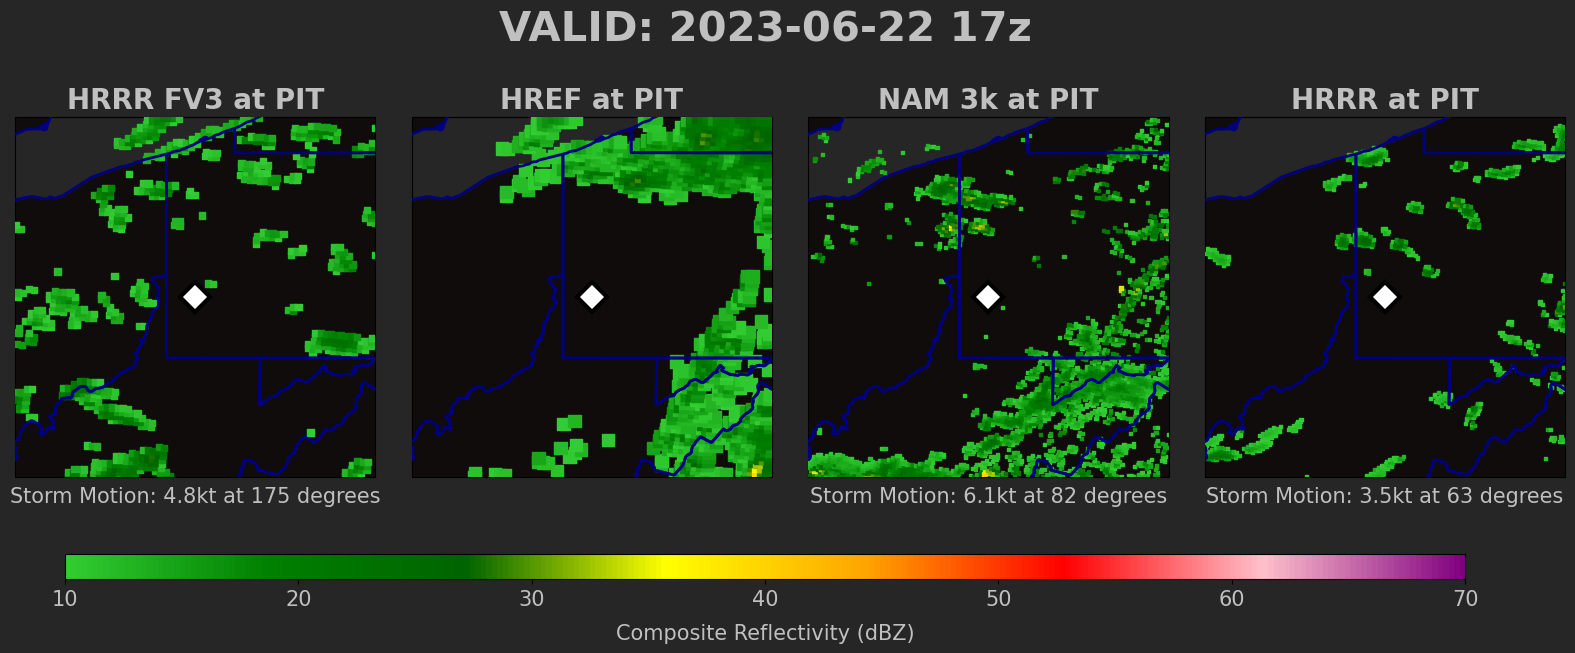 VALID: 2023-06-22 17z
HRRR FV3 at PIT
HREF at PIT
NAM 3k at PIT
HRRR at PIT
Storm Motion: 4.8kt at 175 degrees
Storm Motion: 6.1kt at 82 degrees
Storm Motion: 3.5kt at 63 degrees
10 20 30 40 50 60 70
Composite Reflectivity (dBZ)